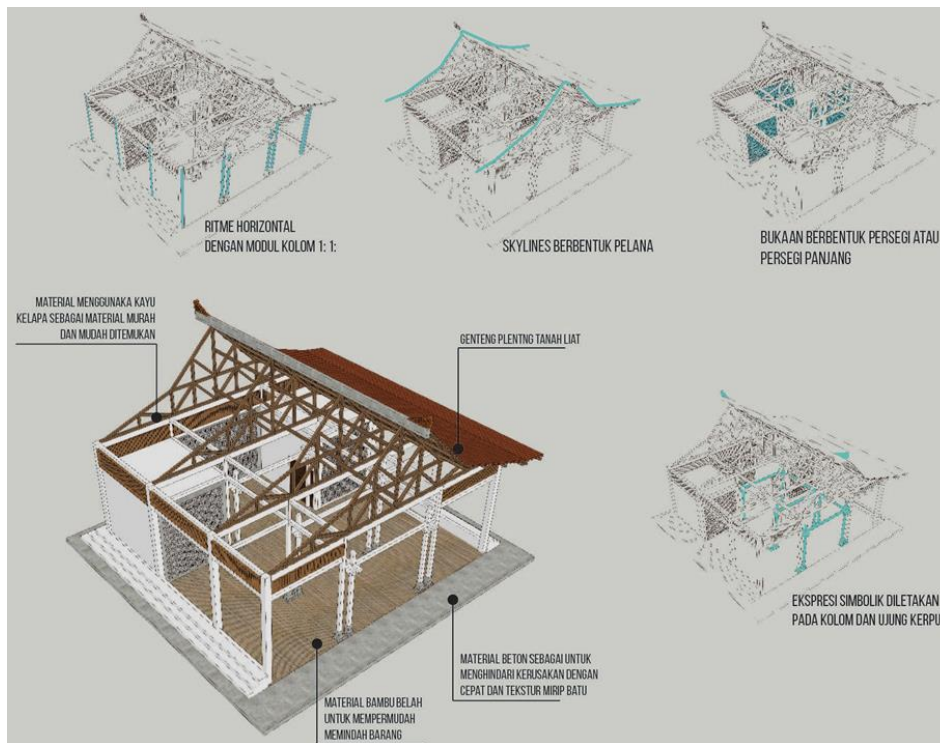 RITME HORIZONTAL
DENGAN MODUL KOLOM 1: 1:
SKYLINES BERBENTUK PELANA
BUKAAN BERBENTUK PERSEGI ATAU
PERSEGI PANJANG
MATERIAL MENGGUNAKA KAYU
KELAPA SEBAGAI MATERIAL MURAH
DAN MUDAH DITEMUKAN
GENTENG PLENTNG TANAH LIAT
EKSPRESI SIMBOLIK DILETAKAN
PADA KOLOM DAN UJUNG KERPU
MATERIAL BETON SEBAGAI UNTUK
MENGHINDARI KERUSAKAN DENGAN
CEPAT DAN TEKSTUR MIRIP BATU
MATERIAL BAMBU BELAH
UNTUK MEMPERMUDAH
MEMINDAH BARANG